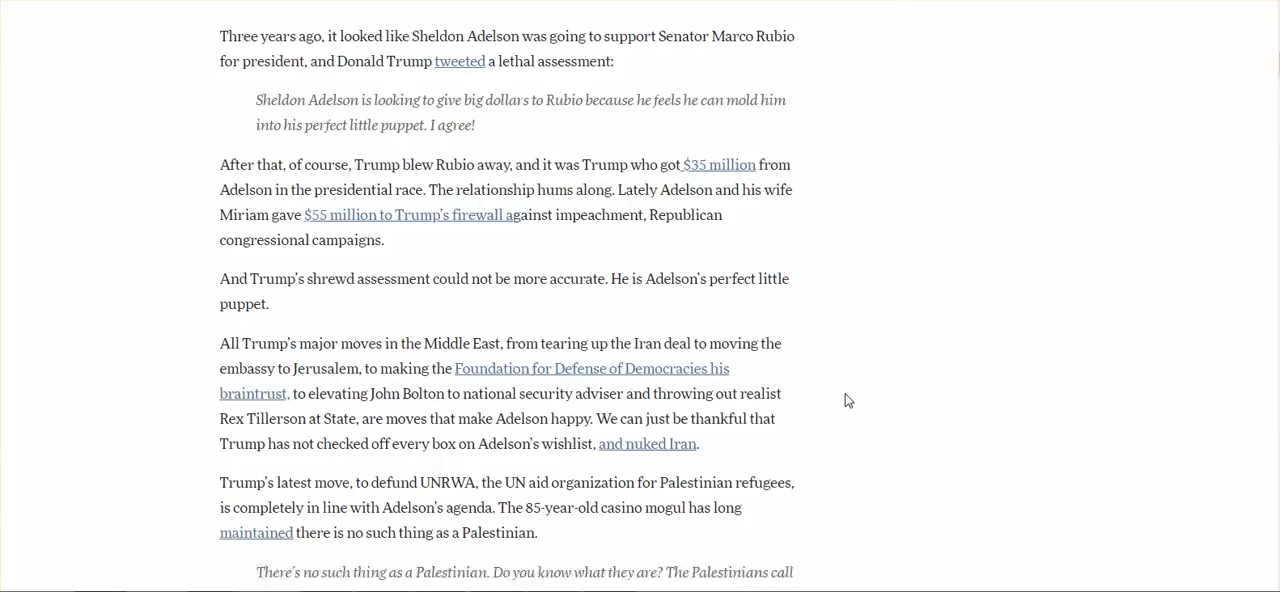 Three years ago, it looked like Sheldon Adelson was going to support Senator Marco Rubio
for president, and Donald Trump tweeted a lethal assessment:
Sheldon Adelson is looking to give big dollars to Rubio because he feels he can mold him
into his perfect little puppet. I agree!
After that, of course, Trump blew Rubio away, and it was Trump who got $35 million from
Adelson in the presidential race. The relationship hums along. Lately Adelson and his wife
Miriam gave $55 million to Trump's firewall against impeachment, Republican
congressional campaigns.
And Trump's shrewd assessment could not be more accurate. He is Adelson's perfect little
puppet.
All Trump's major moves in the Middle East, from tearing up the Iran deal to moving the
embassy to Jerusalem, to making the Foundation for Defense of Democracies his
braintrust, to elevating John Bolton to national security adviser and throwing out realist
Rex Tillerson at State, are moves that make Adelson happy. We can just be thankful that
Trump has not checked off every box on Adelson's wishlist, and nuked Iran.
Trump's latest move, to defund UNRWA, the UN aid organization for Palestinian refugees,
is completely in line with Adelson's agenda. The 85-year-old casino mogul has long
maintained there is no such thing as a Palestinian.
There's no such thing as a Palestinian. Do you know what they are? The Palestinians call